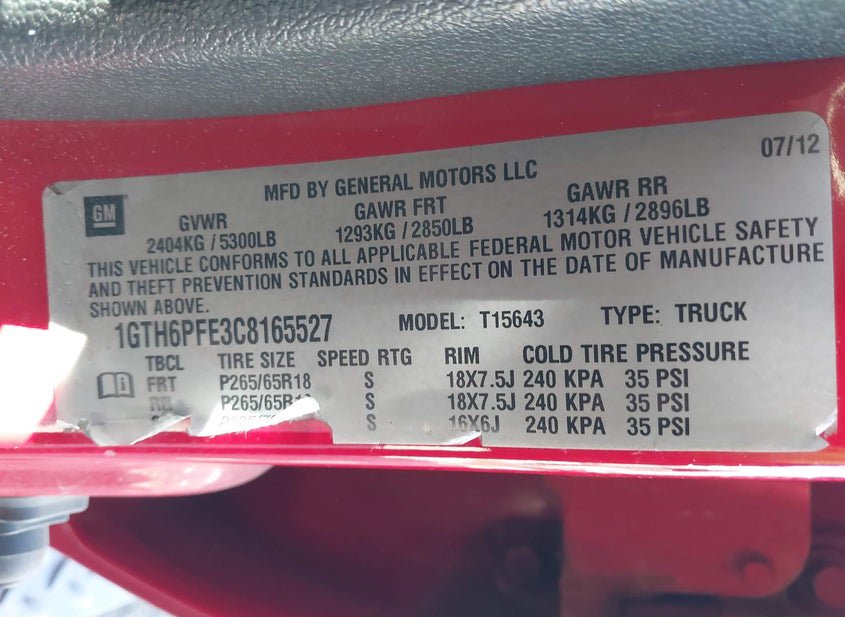 07/12
MFD BY GENERAL MOTORS LLC
GM
GVWR GAWR FRT GAWR RR
2404KG / 5300LB 1293KG / 2850LB 1314KG / 2896LB
THIS VEHICLE CONFORMS TO ALL APPLICABLE FEDERAL MOTOR VEHICLE SAFETY
AND THEFT PREVENTION STANDARDS IN EFFECT ON THE DATE OF MANUFACTURE
SHOWN ABOVE.
1GTH6PFE3C8165527 MODEL: T15643 TYPE: TRUCK
TBCL TIRE SIZE SPEED RTG RIM COLD TIRE PRESSURE
FRT P265/65R18 S 18X7.5J 240 KPA 35 PSI
RR P265/65R18 S 18X7.5J 240 KPA 35 PSI
S 16X6J 240 KPA 35 PSI